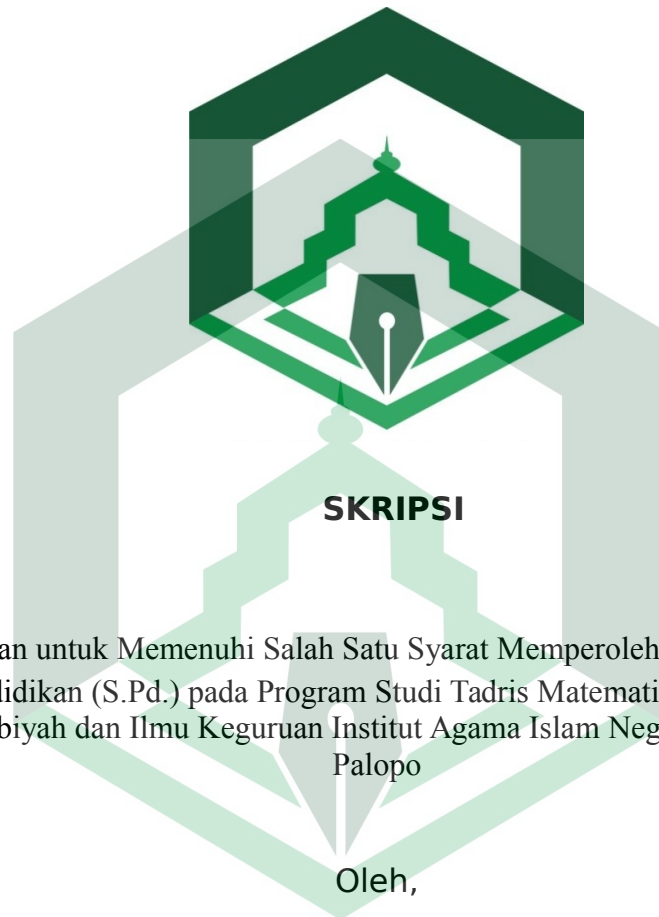 SKRIPSI
an untuk Memenuhi Salah Satu Syarat Memperoleh
didikan (S.Pd.) pada Program Studi Tadris Matemati
biyah dan Ilmu Keguruan Institut Agama Islam Neg
Palopo
Oleh,